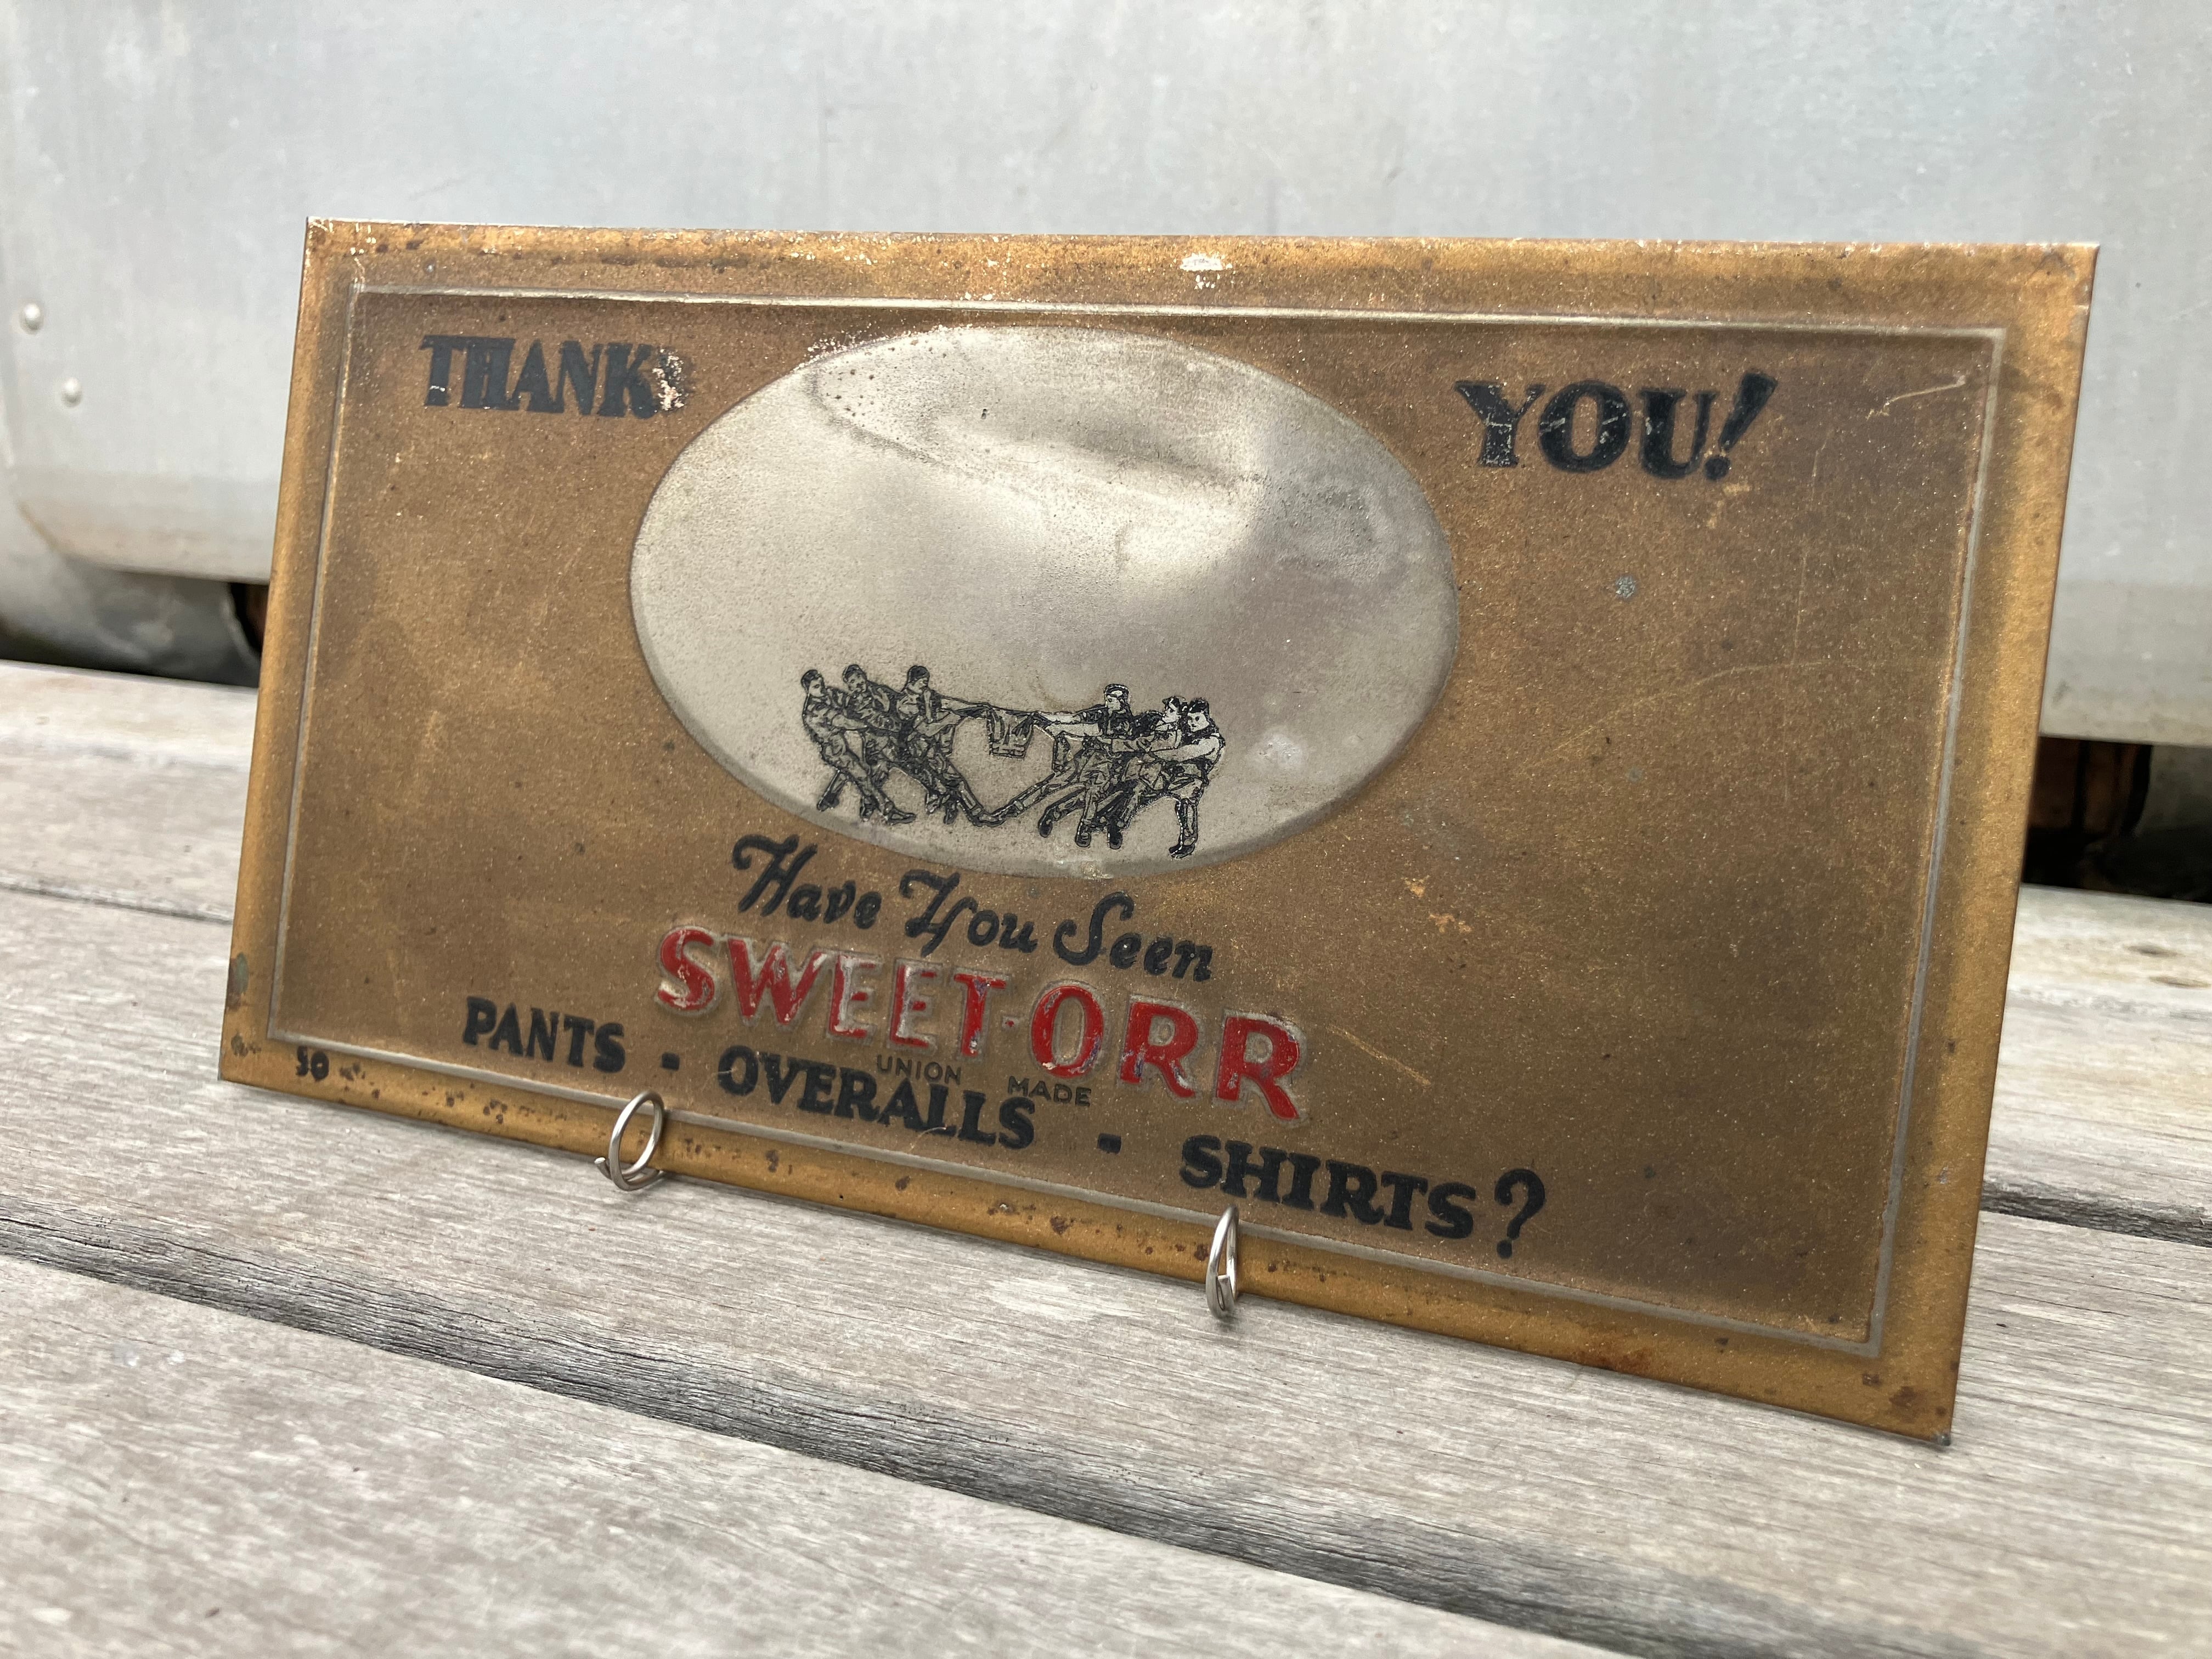 THANK YOU!
Have You Seen
SWEET-ORR
UNION MADE
PANTS - OVERALLS - SHIRTS?